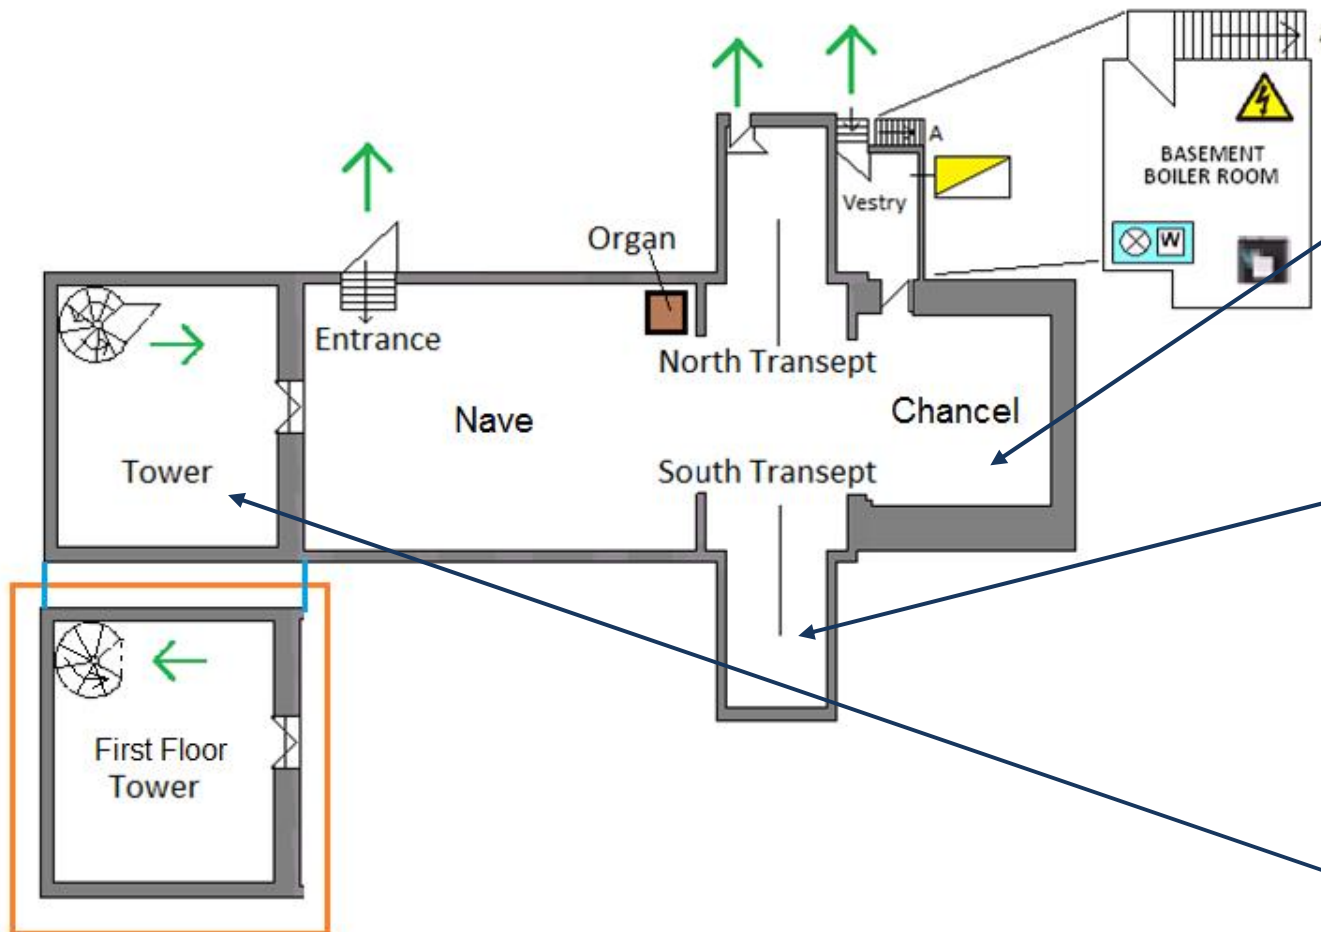 A
BASEMENT
BOILER ROOM
W
Vestry
Organ
Entrance
North Transept
Nave
Chancel
Tower
South Transept
First Floor
Tower